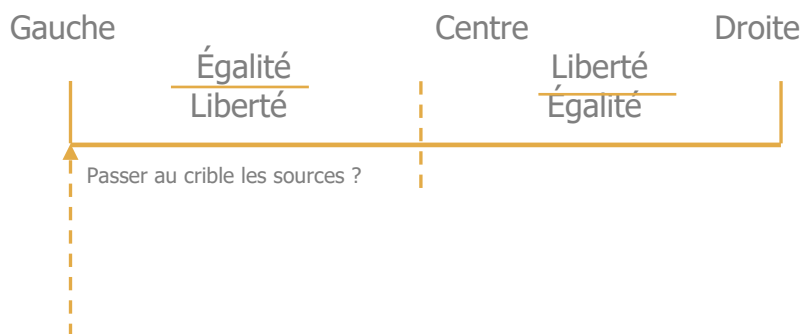 Gauche
Centre
Droite
Égalité
Liberté
Liberté
Égalité
Passer au crible les sources ?